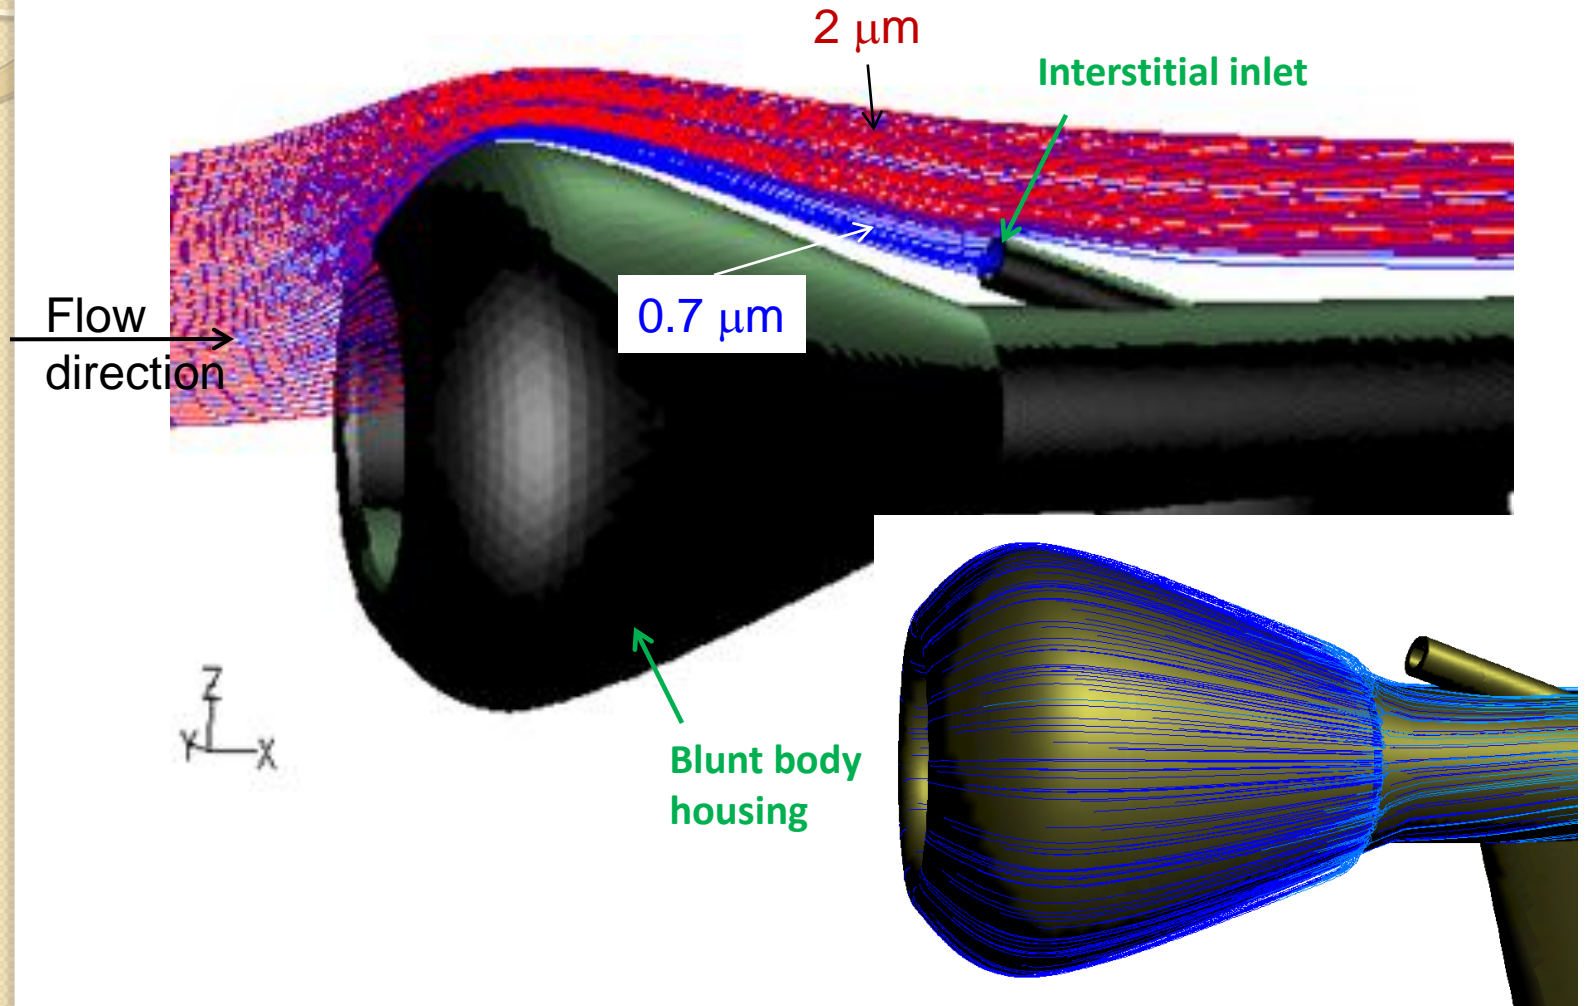 2 μm
Interstitial inlet
0.7 μm
Flow
direction
Z
Y
X
Blunt body
housing